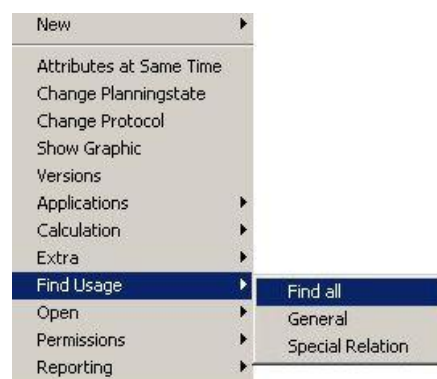 New
Attributes at Same Time
Change Planningstate
Change Protocol
Show Graphic
Versions
Applications
Calculation
Extra
Find Usage
Find all
Open
General
Permissions
Special Relation
Reporting